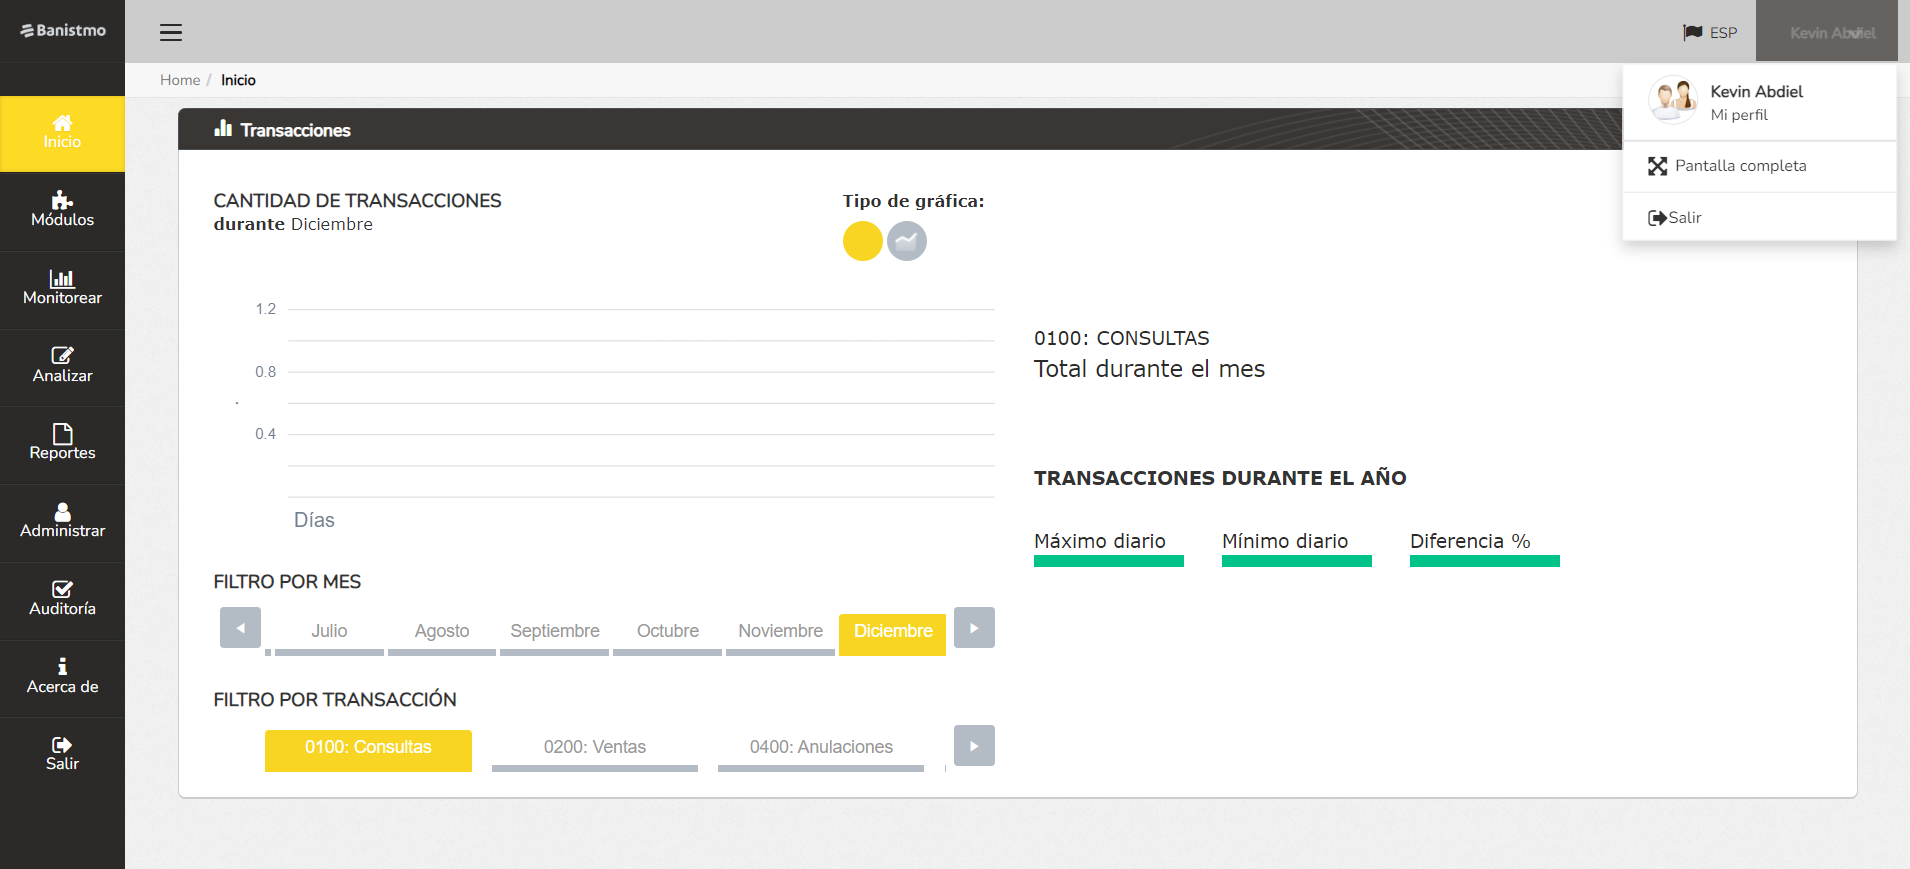 Banistmo
ESP
Kevin Abdiel
Home / Inicio
Kevin Abdiel
Mi perfil
Pantalla completa
Salir
Inicio
Módulos
Monitorear
Analizar
Reportes
Administrar
Auditoría
Acerca de
Salir
Transacciones
CANTIDAD DE TRANSACCIONES
durante Diciembre
Tipo de gráfica:
1.2
0.8
0.4
Días
0100: CONSULTAS
Total durante el mes
TRANSACCIONES DURANTE EL AÑO
Máximo diario Mínimo diario Diferencia %
FILTRO POR MES
Julio Agosto Septiembre Octubre Noviembre Diciembre
FILTRO POR TRANSACCIÓN
0100: Consultas 0200: Ventas 0400: Anulaciones